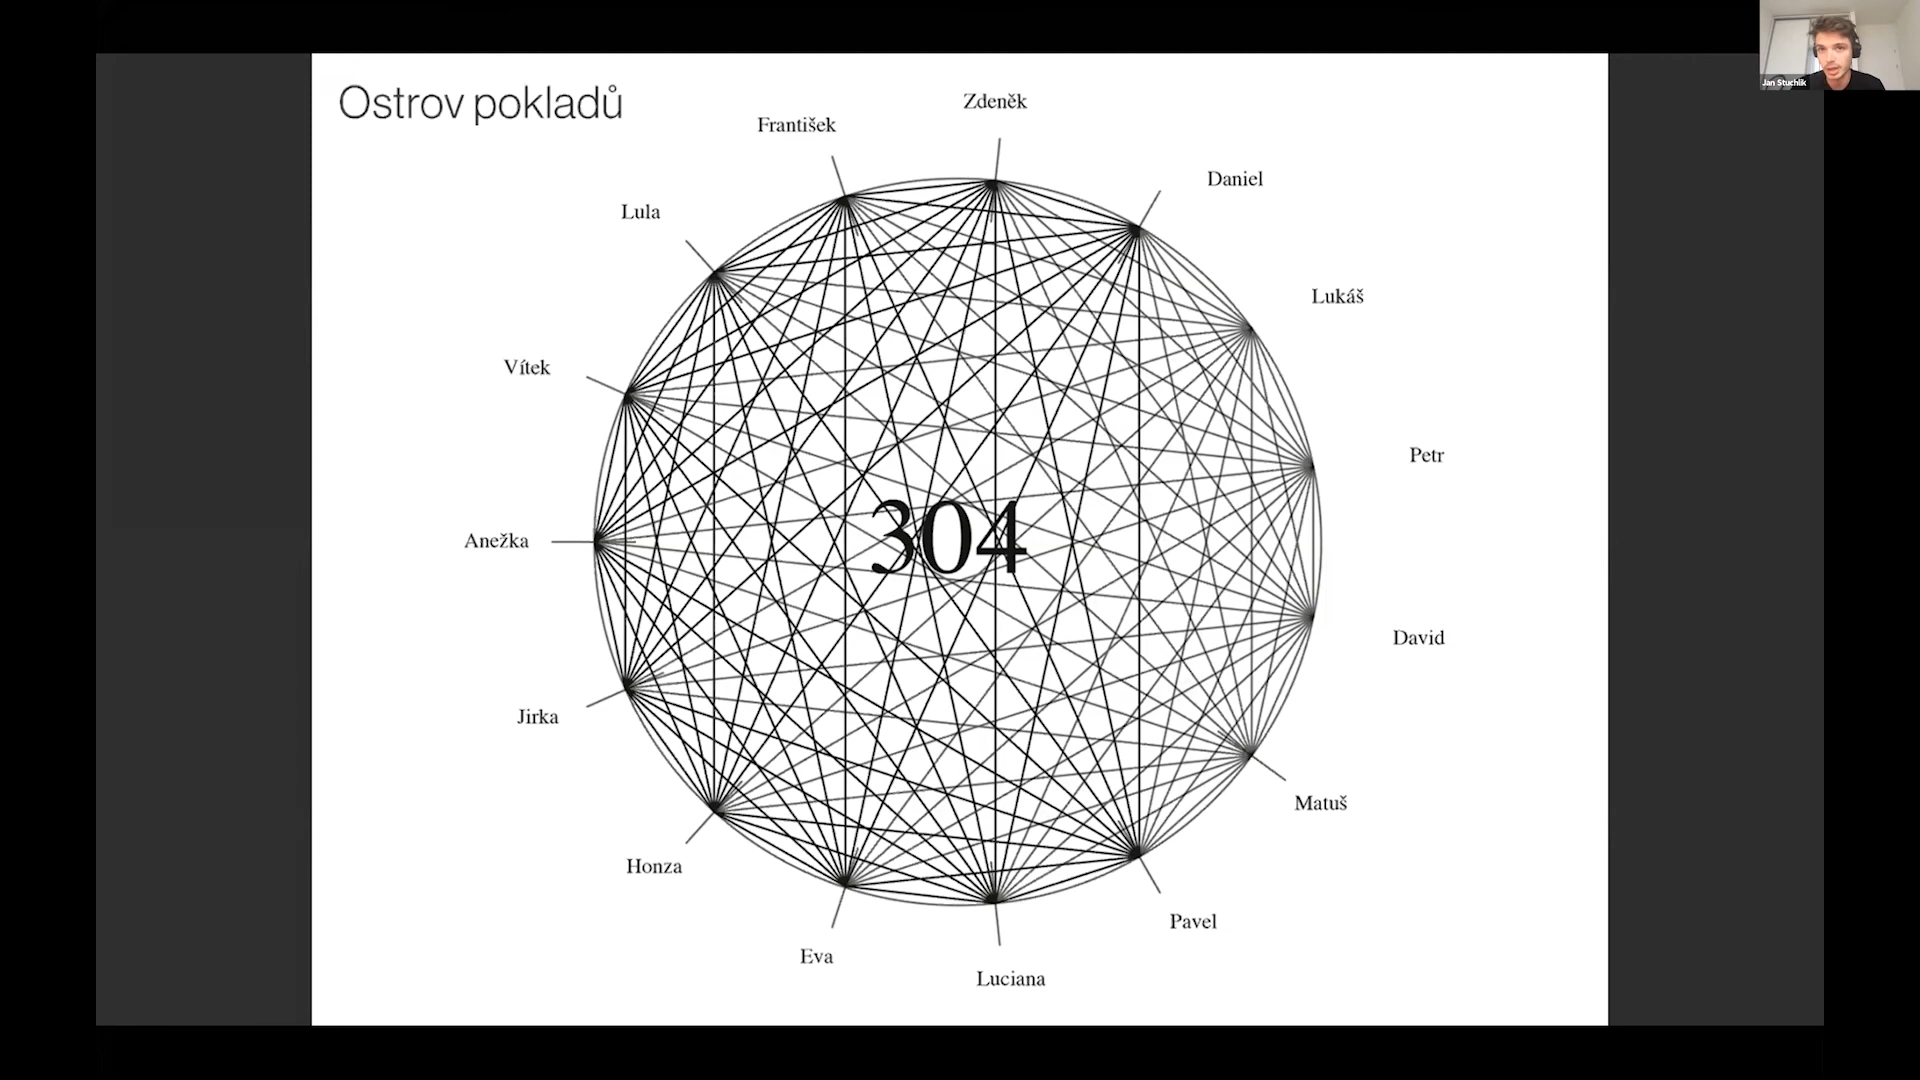 Ostrov pokladů
Jan Stuchlík
Zdeněk
František
Daniel
Lula
Lukáš
Vítek
Petr
304
Anežka
David
Jirka
Matuš
Honza
Pavel
Eva
Luciana